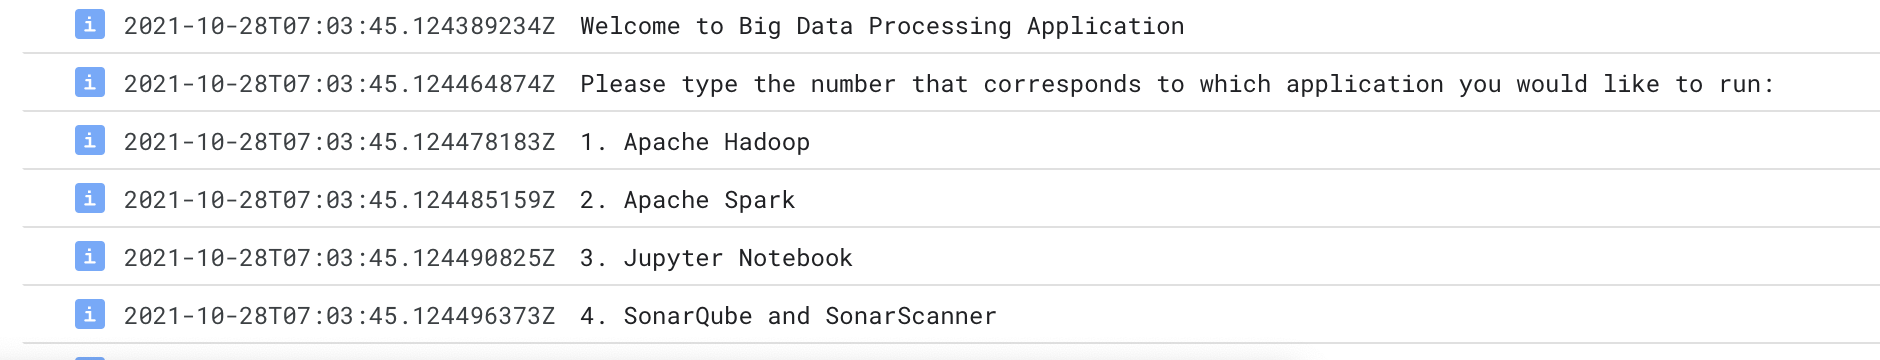 i 2021-10-28T07:03:45.124389234Z Welcome to Big Data Processing Application
i 2021-10-28T07:03:45.124464874Z Please type the number that corresponds to which application you would like to run:
i 2021-10-28T07:03:45.124478183Z 1. Apache Hadoop
i 2021-10-28T07:03:45.124485159Z 2. Apache Spark
i 2021-10-28T07:03:45.124490825Z 3. Jupyter Notebook
i 2021-10-28T07:03:45.124496373Z 4. SonarQube and SonarScanner